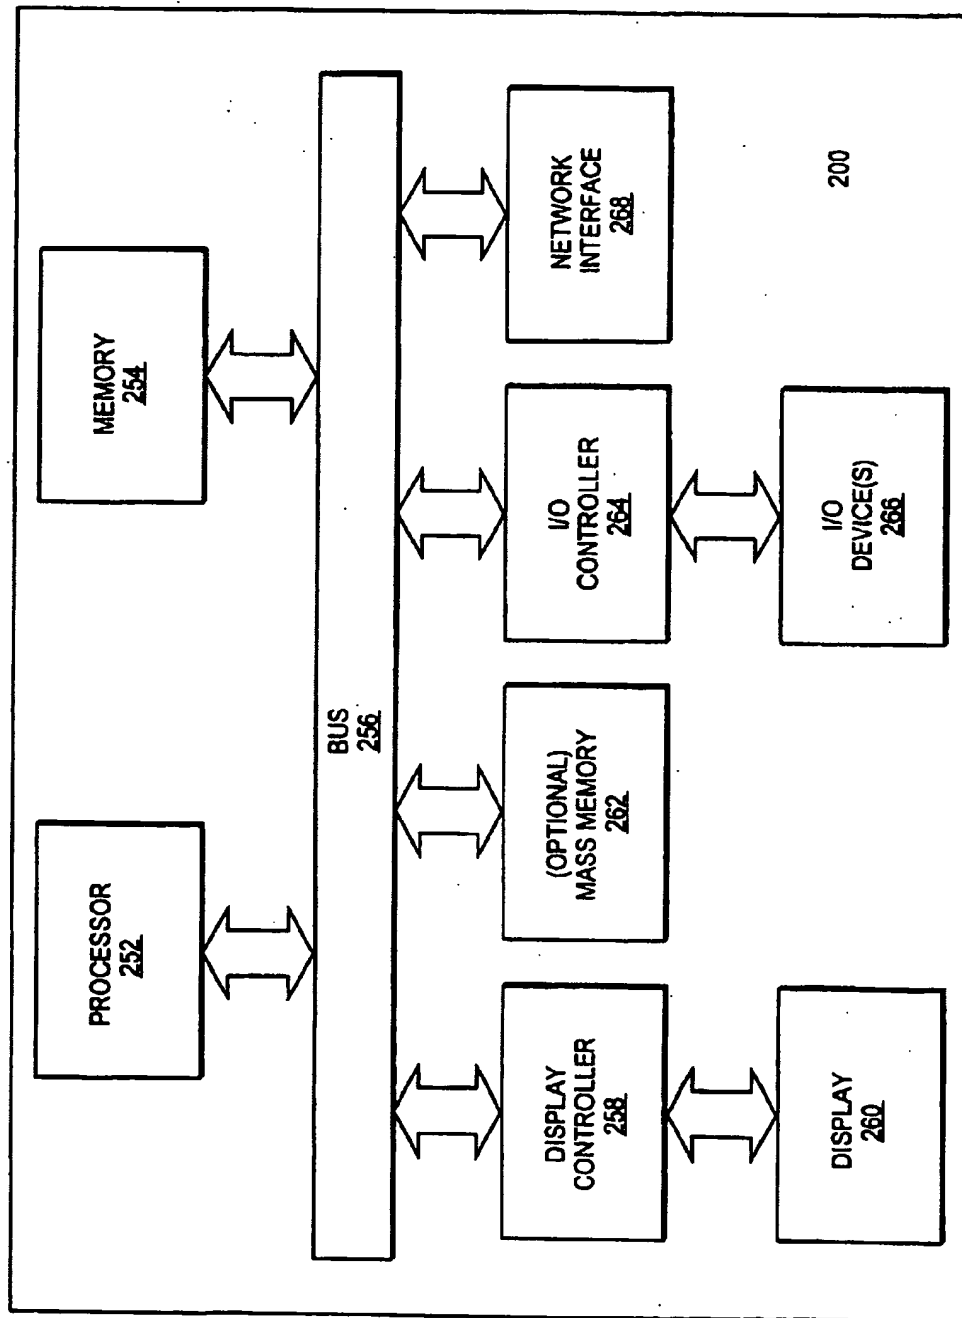 PROCESSOR
252
MEMORY
254
BUS
256
DISPLAY
CONTROLLER
258
(OPTIONAL)
MASS MEMORY
262
I/O
CONTROLLER
264
NETWORK
INTERFACE
268
DISPLAY
260
I/O
DEVICE(S)
266
200